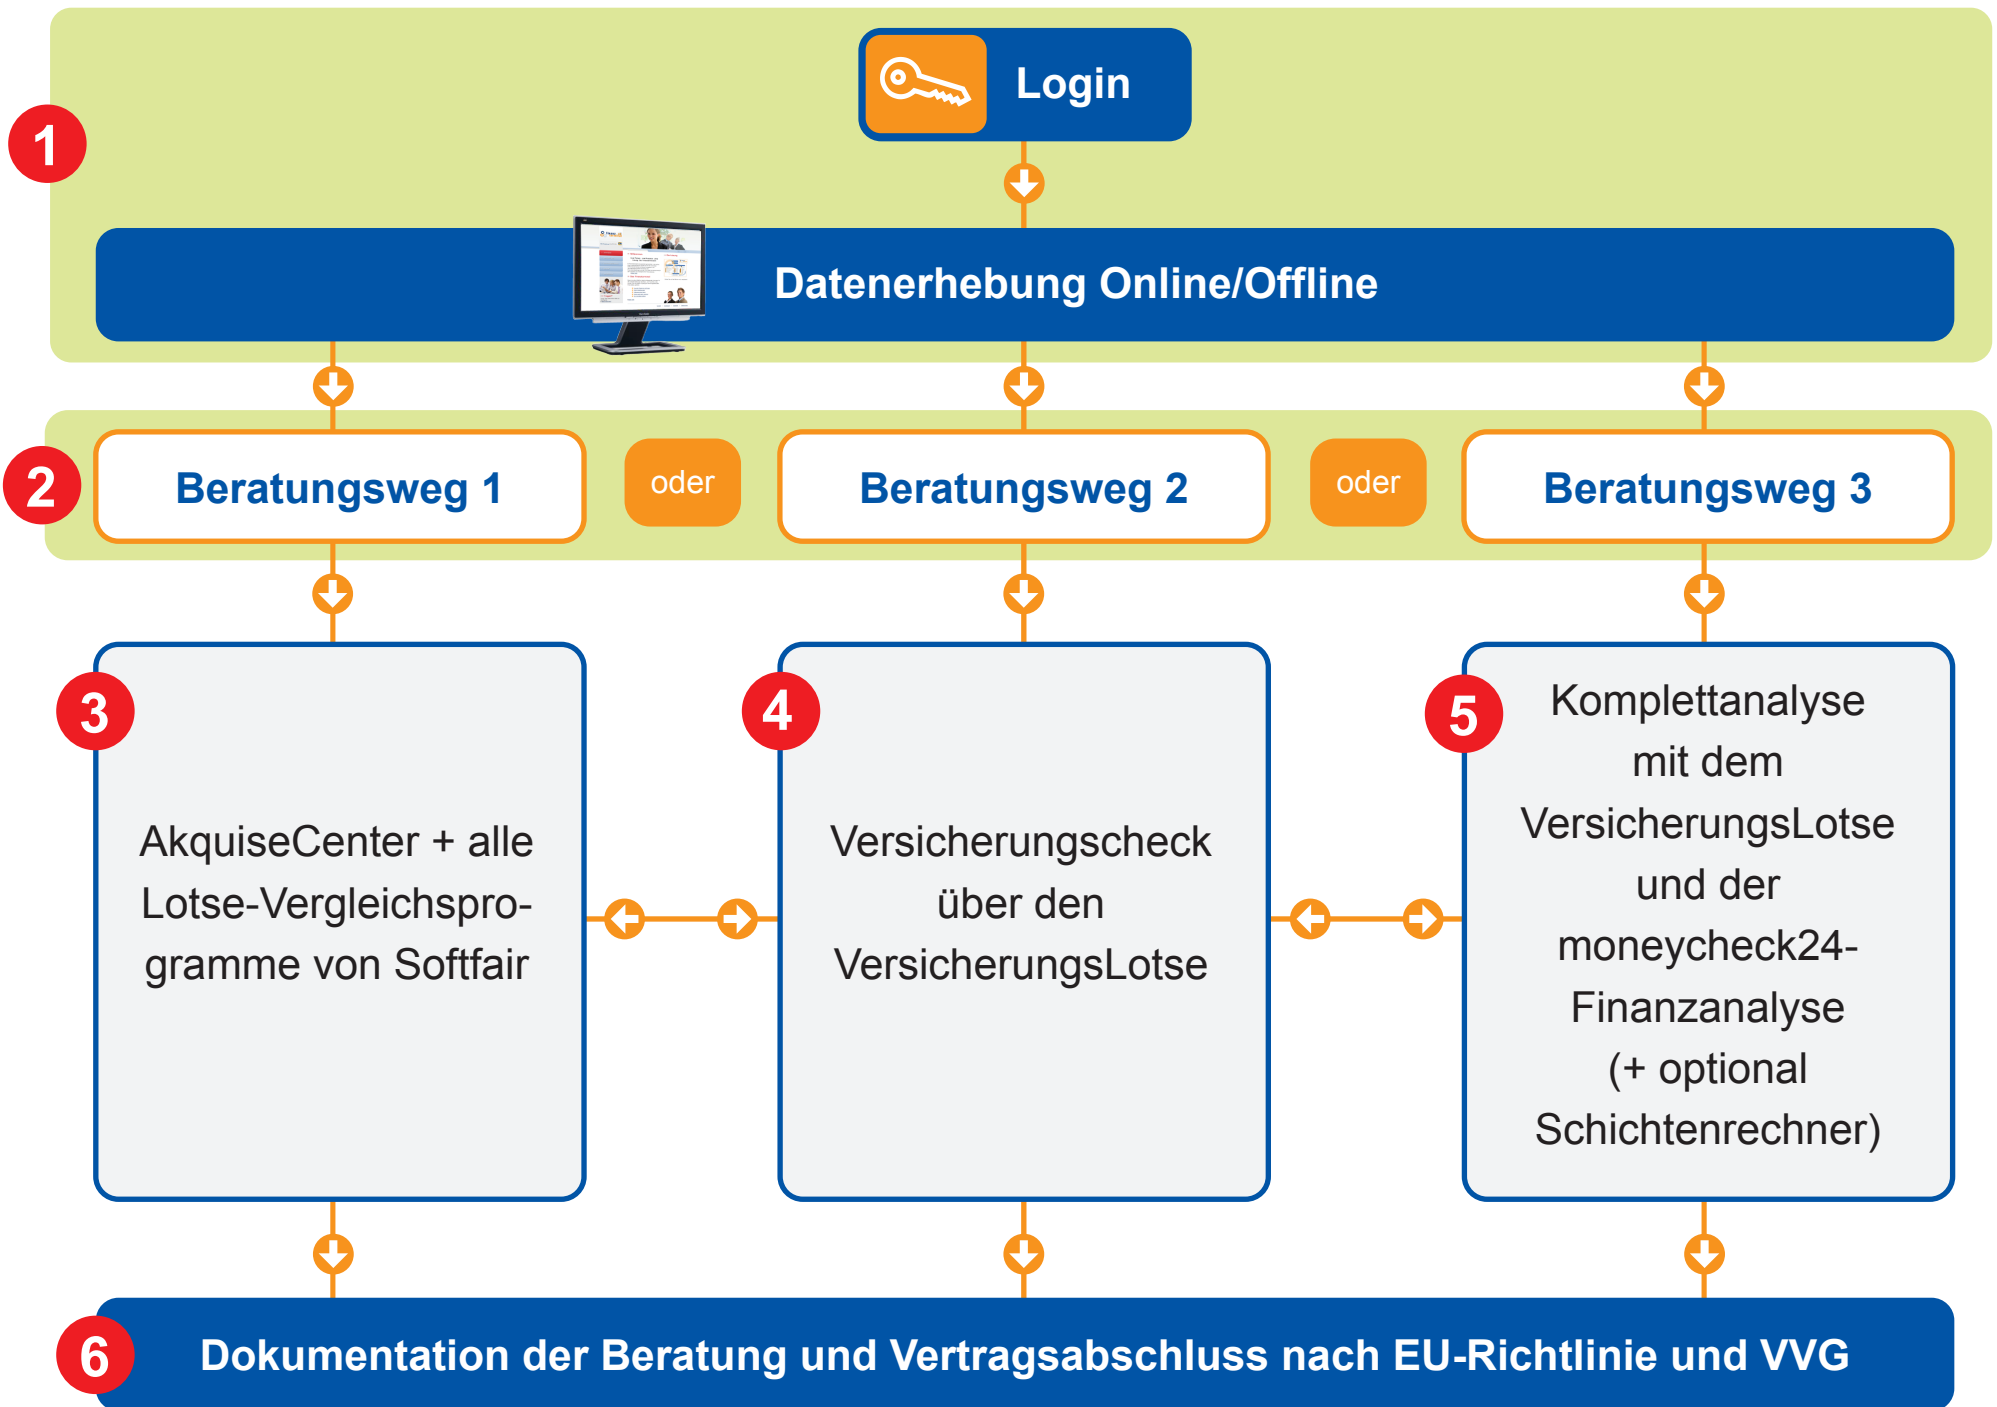 1
Login
Datenerhebung Online/Offline
2
Beratungsweg 1
oder
Beratungsweg 2
oder
Beratungsweg 3
3
AkquiseCenter + alle
Lotse-Vergleichspro-
gramme von Softfair
4
Versicherungscheck
über den
VersicherungsLotse
5
Komplettanalyse
mit dem
VersicherungsLotse
und der
moneycheck24-
Finanzanalyse
(+ optional
Schichtenrechner)
6
Dokumentation der Beratung und Vertragsabschluss nach EU-Richtlinie und VVG